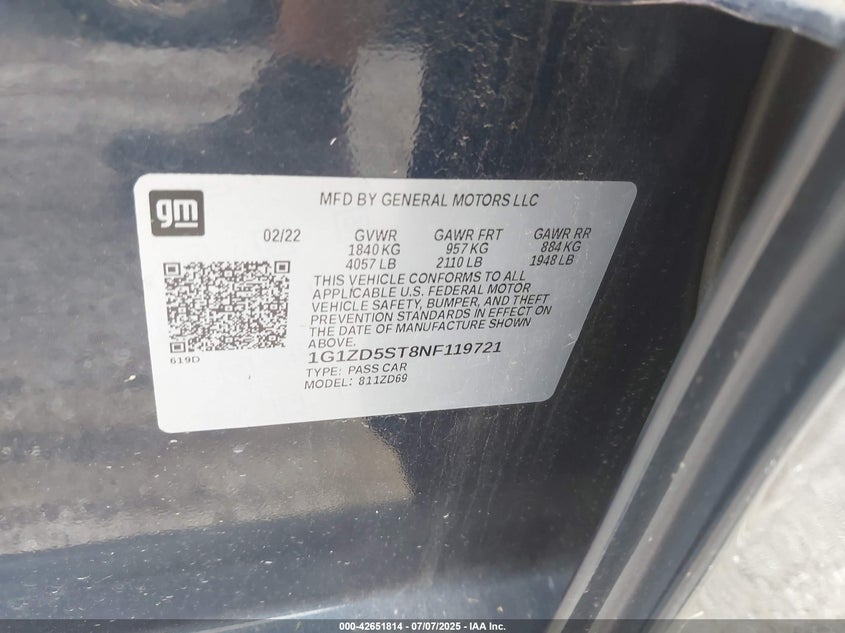 gm
MFD BY GENERAL MOTORS LLC
02/22 GVWR GAWR FRT GAWR RR
1840 KG 957 KG 884 KG
4057 LB 2110 LB 1948 LB
THIS VEHICLE CONFORMS TO ALL
APPLICABLE U.S. FEDERAL MOTOR
VEHICLE SAFETY, BUMPER, AND THEFT
PREVENTION STANDARDS IN EFFECT ON
THE DATE OF MANUFACTURE SHOWN
ABOVE.
619D
1G1ZD5ST8NF119721
TYPE: PASS CAR
MODEL: 811ZD69
000-42651814 - 07/07/2025 - IAA Inc.